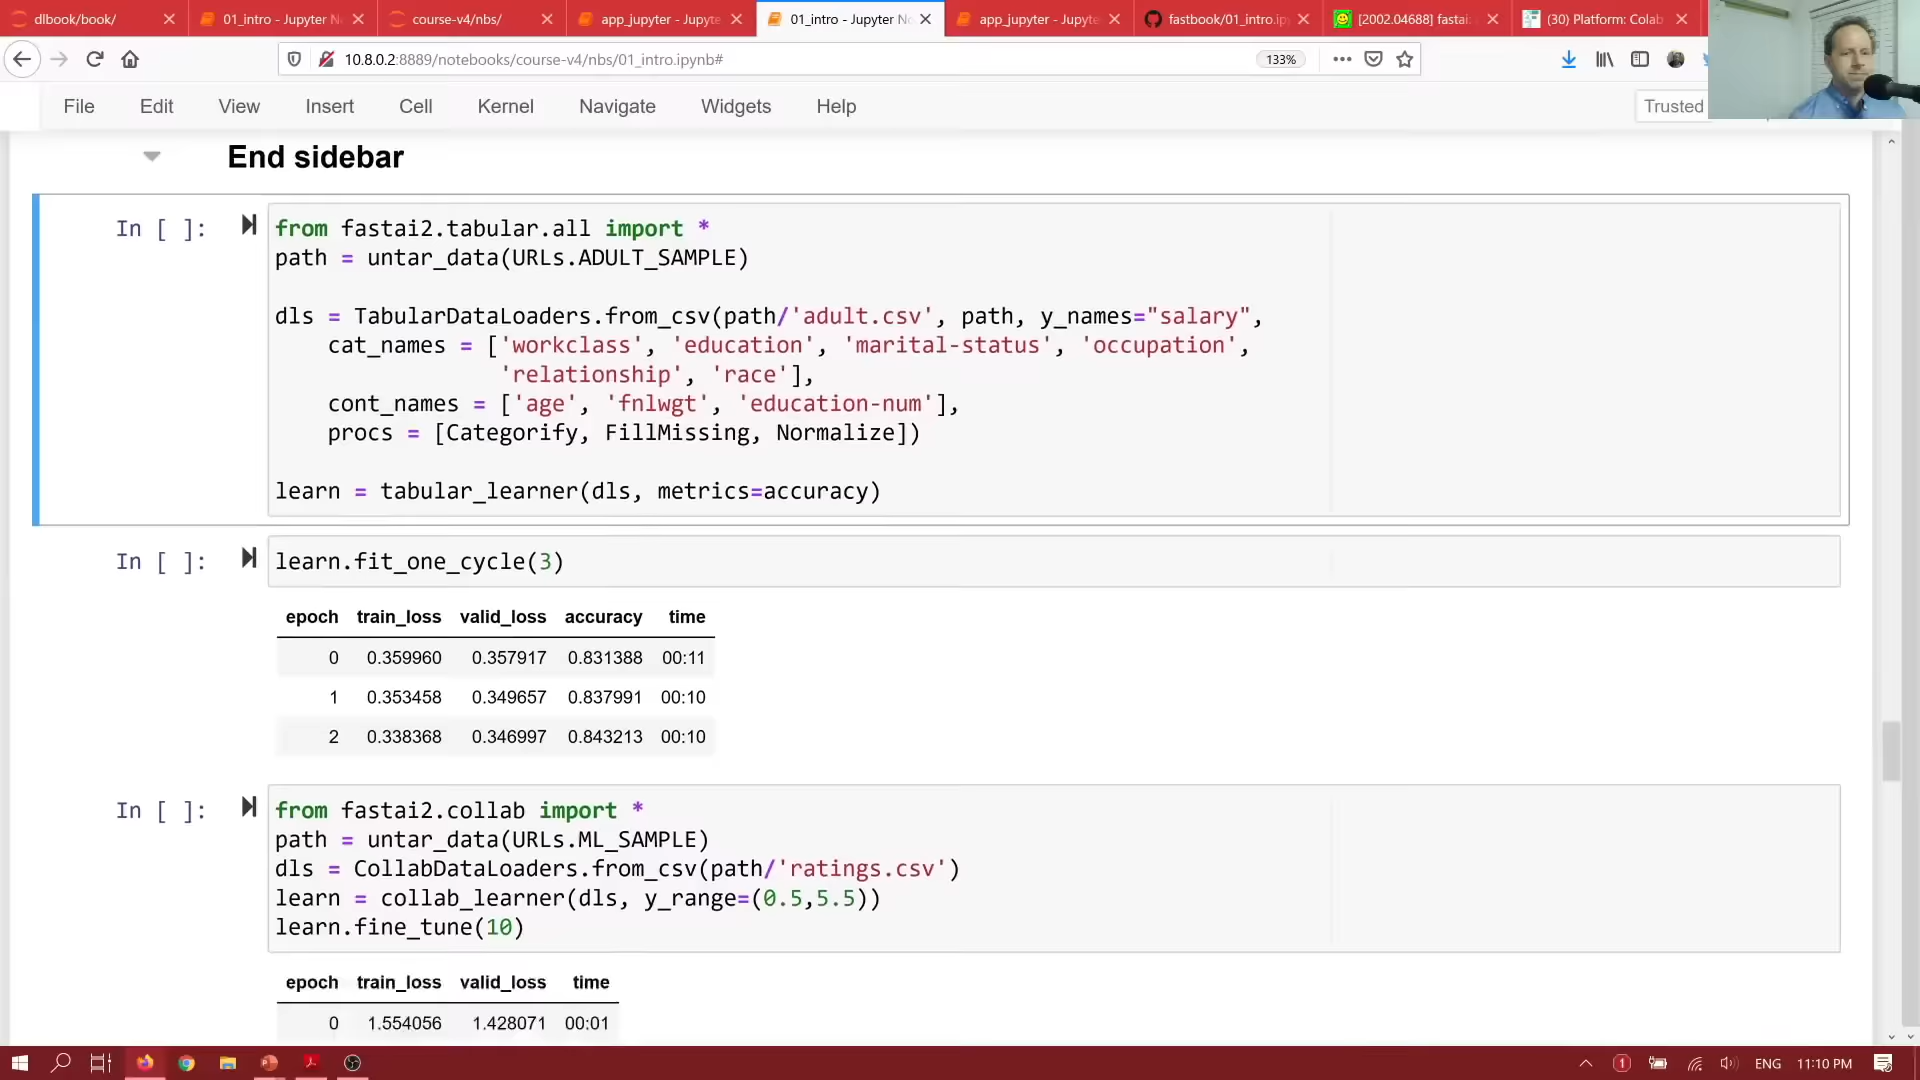 dlbook/book/
01_intro - Jupyter N
course-v4/nbs/
app_jupyter - Jupyte
01_intro - Jupyter No
app_jupyter - Jupyte
fastbook/01_intro.ip
[2002.04688] fastai:
(30) Platform: Colab
10.8.0.2:8889/notebooks/course-v4/nbs/01_intro.ipynb#
133%
File Edit View Insert Cell Kernel Navigate Widgets Help
Trusted
End sidebar
In [ ]:
from fastai2.tabular.all import *
path = untar_data(URLs.ADULT_SAMPLE)
dls = TabularDataLoaders.from_csv(path/'adult.csv', path, y_names="salary",
cat_names = ['workclass', 'education', 'marital-status', 'occupation',
'relationship', 'race'],
cont_names = ['age', 'fnlwgt', 'education-num'],
procs = [Categorify, FillMissing, Normalize])
learn = tabular_learner(dls, metrics=accuracy)
In [ ]:
learn.fit_one_cycle(3)
epoch train_loss valid_loss accuracy time
0 0.359960 0.357917 0.831388 00:11
1 0.353458 0.349657 0.837991 00:10
2 0.338368 0.346997 0.843213 00:10
In [ ]:
from fastai2.collab import *
path = untar_data(URLs.ML_SAMPLE)
dls = CollabDataLoaders.from_csv(path/'ratings.csv')
learn = collab_learner(dls, y_range=(0.5,5.5))
learn.fine_tune(10)
epoch train_loss valid_loss time
0 1.554056 1.428071 00:01
1
ENG
11:10 PM